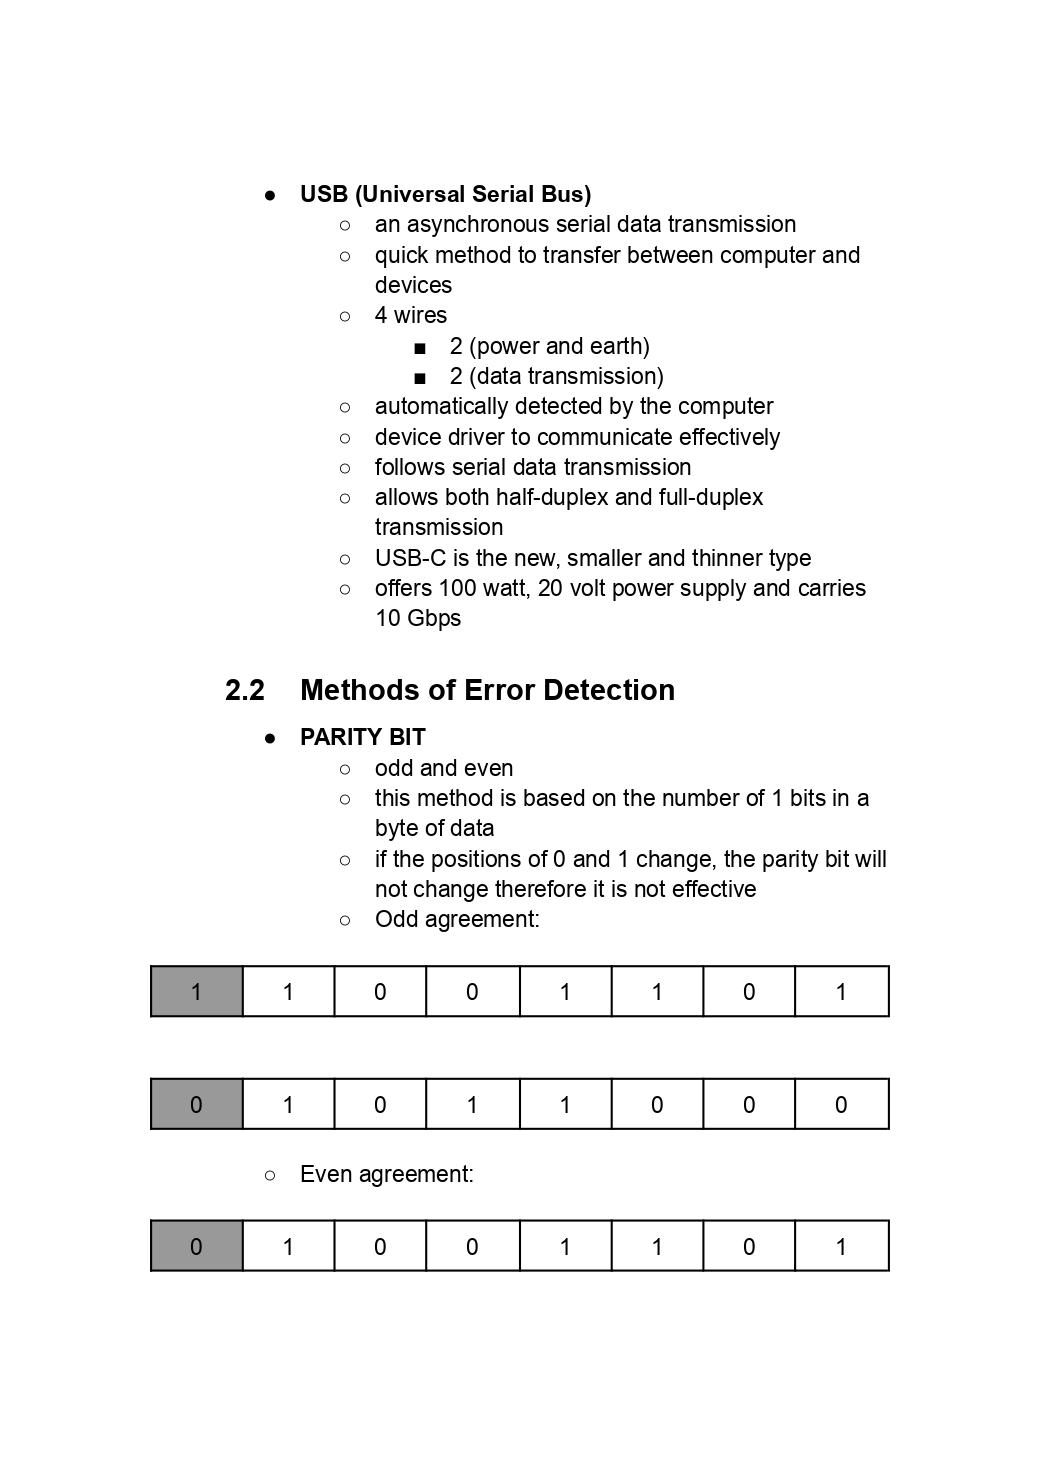 ● USB (Universal Serial Bus)
○ an asynchronous serial data transmission
○ quick method to transfer between computer and
devices
○ 4 wires
■ 2 (power and earth)
■ 2 (data transmission)
○ automatically detected by the computer
○ device driver to communicate effectively
○ follows serial data transmission
○ allows both half-duplex and full-duplex
transmission
○ USB-C is the new, smaller and thinner type
○ offers 100 watt, 20 volt power supply and carries
10 Gbps
2.2 Methods of Error Detection
● PARITY BIT
○ odd and even
○ this method is based on the number of 1 bits in a
byte of data
○ if the positions of 0 and 1 change, the parity bit will
not change therefore it is not effective
○ Odd agreement:
1 1 0 0 1 1 0 1
0 1 0 1 1 0 0 0
○ Even agreement:
0 1 0 0 1 1 0 1